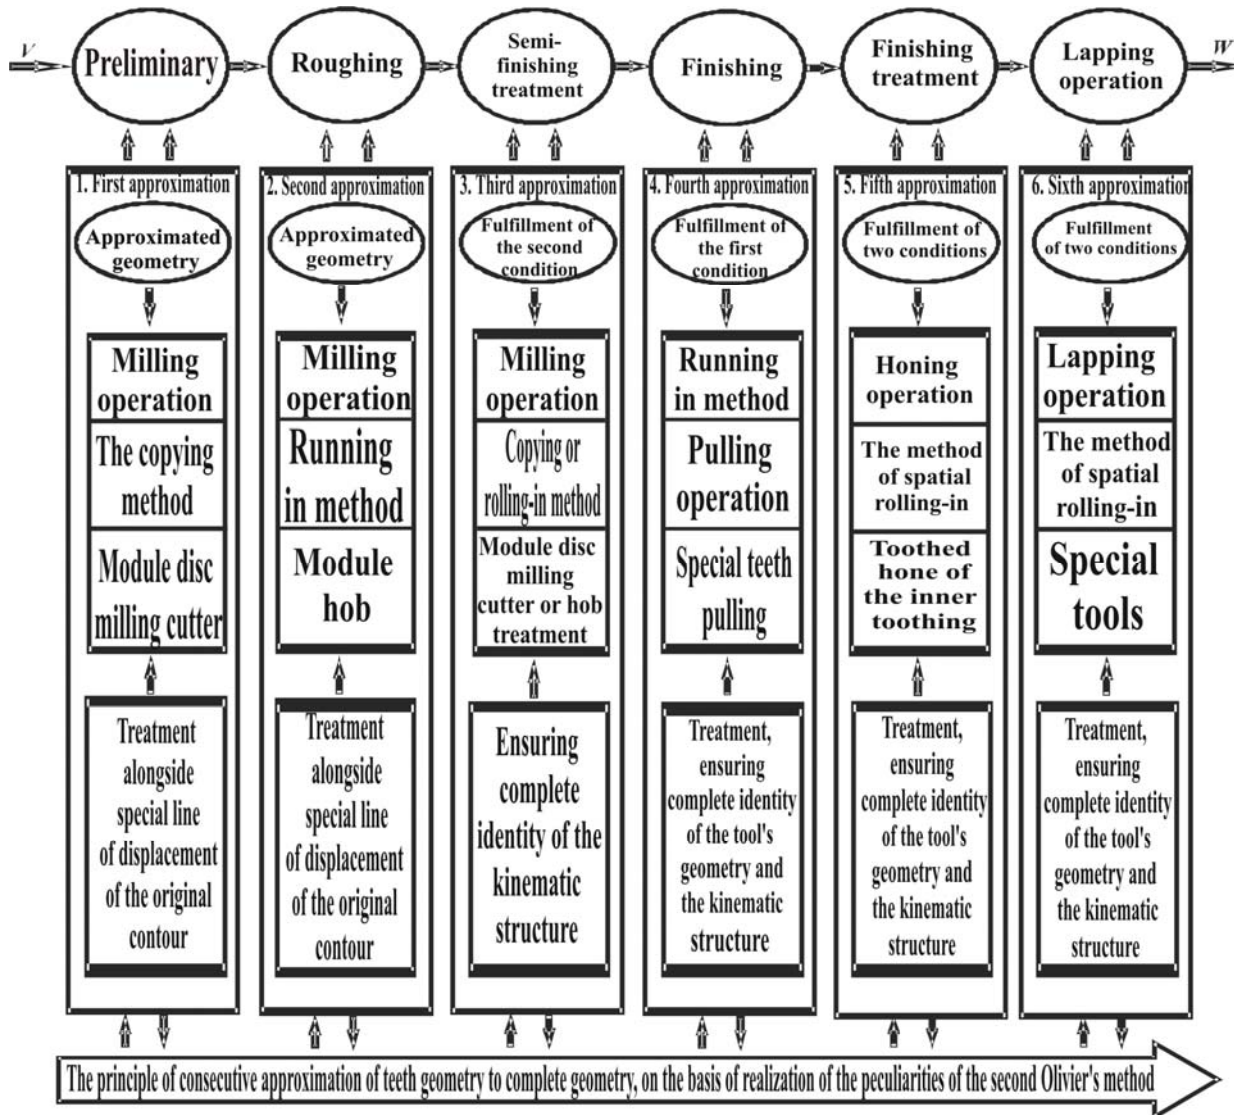 V
Preliminary
Roughing
Semi-
finishing
treatment
Finishing
Finishing
treatment
Lapping
operation
W
1. First approximation
Approximated
geometry
Milling
operation
The copying
method
Module disc
milling cutter
Treatment
alongside
special line
of displacement
of the original
contour
2. Second approximation
Approximated
geometry
Milling
operation
Running
in method
Module
hob
Treatment
alongside
special line
of displacement
of the original
contour
3. Third approximation
Fulfillment of
the second
condition
Milling
operation
Copying or
rolling-in method
Module disc
milling
cutter or hob
treatment
Ensuring
complete
identity of the
kinematic
structure
4. Fourth approximation
Fulfillment of
the first
condition
Running
in method
Pulling
operation
Special teeth
pulling
Treatment,
ensuring
complete identity
of the tool's
geometry and
the kinematic
structure
5. Fifth approximation
Fulfillment of
two conditions
Honing
operation
The method
of spatial
rolling-in
Toothed
hone of
the inner
toothing
Treatment,
ensuring
complete identity
of the tool's
geometry and
the kinematic
structure
6. Sixth approximation
Fulfillment
of two conditions
Lapping
operation
The method
of spatial
rolling-in
Special
tools
Treatment,
ensuring
complete identity
of the tool's
geometry and
the kinematic
structure
The principle of consecutive approximation of teeth geometry to complete geometry, on the basis of realization of the peculiarities of the second Olivier's method